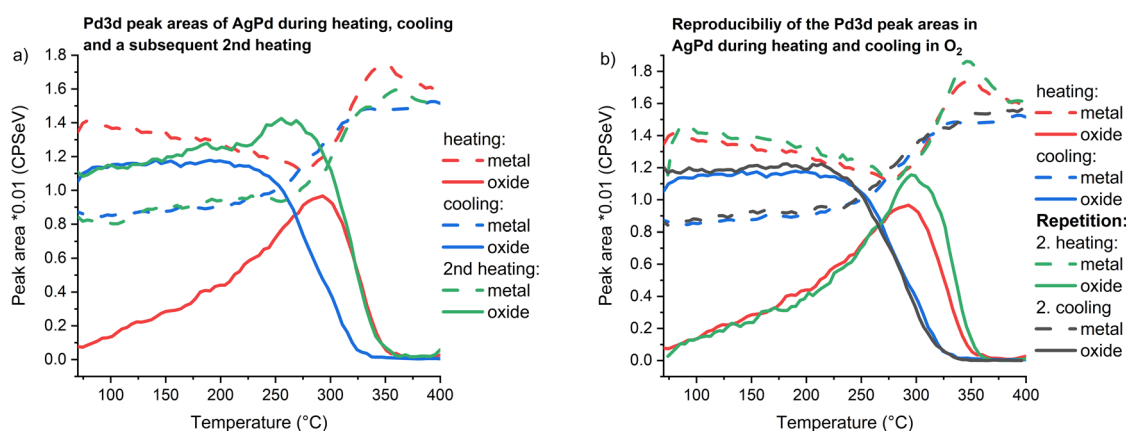 Pd3d peak areas of AgPd during heating, cooling
and a subsequent 2nd heating
a)
1.8
1.6
1.4
1.2
1.0
0.8
0.6
0.4
0.2
0.0
Peak area *0.01 (CPSeV)
100
150
200
250
300
350
400
Temperature (°C)
heating:
metal
oxide
cooling:
metal
oxide
2nd heating:
metal
oxide
Reproducibiliy of the Pd3d peak areas in
AgPd during heating and cooling in O₂
b)
1.8
1.6
1.4
1.2
1.0
0.8
0.6
0.4
0.2
0.0
Peak area *0.01 (CPSeV)
100
150
200
250
300
350
400
Temperature (°C)
heating:
metal
oxide
cooling:
metal
oxide
Repetition:
2. heating:
metal
oxide
2. cooling
metal
oxide